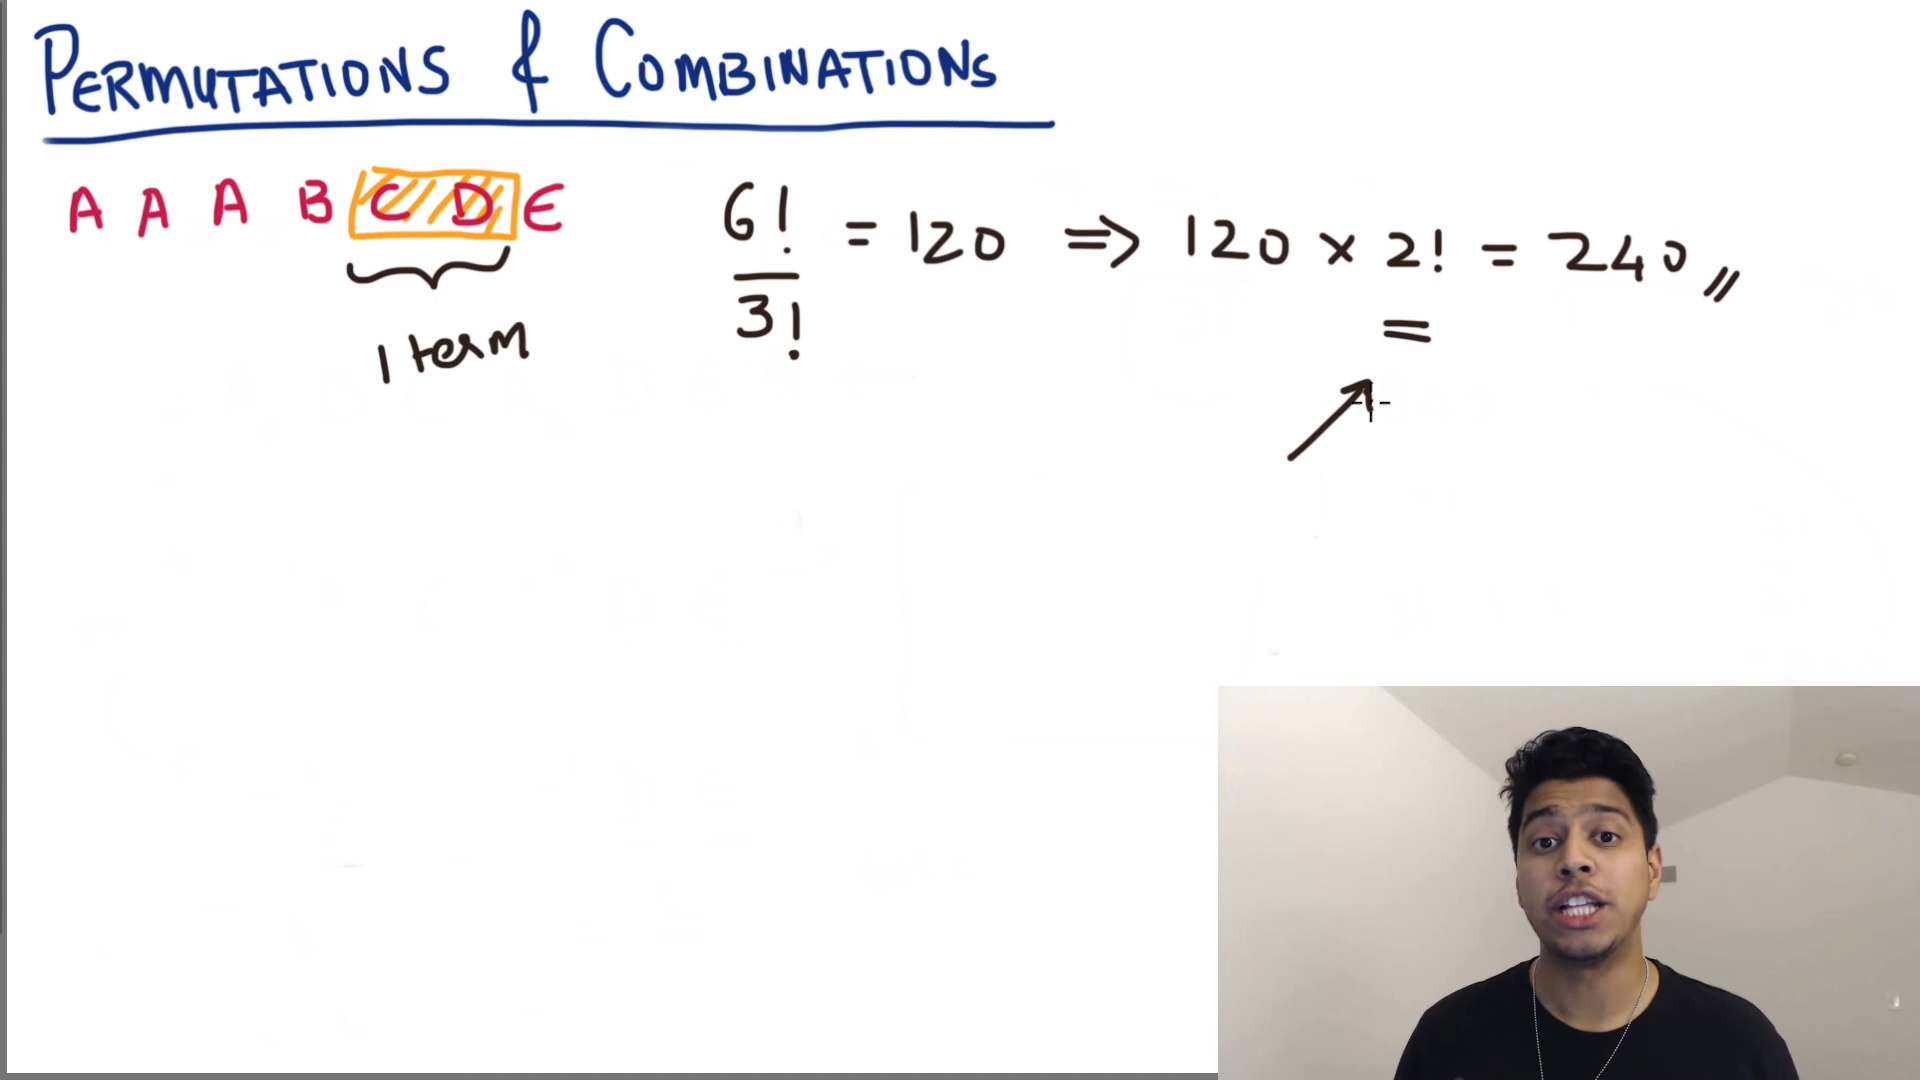 PERMUTATIONS & COMBINATIONS
A A A B C D E
6!
3!
= 120 ⇒ 120 × 2! = 240
1 term